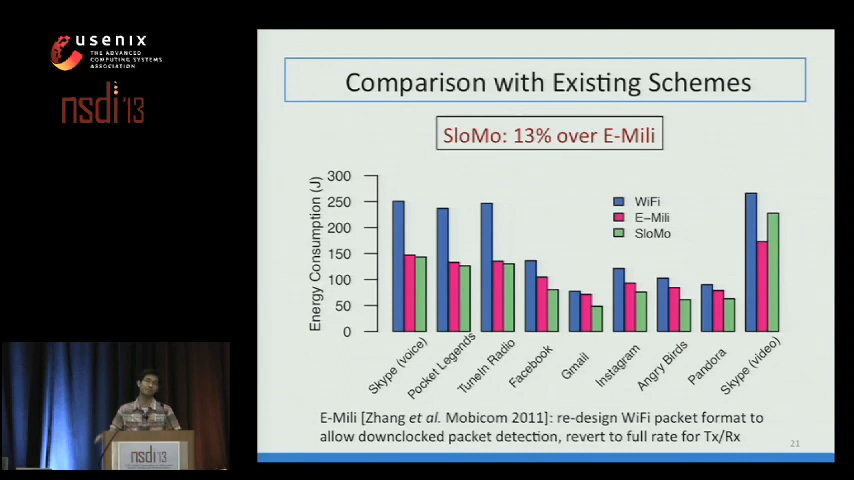 usenix
THE ADVANCED
COMPUTING SYSTEMS
ASSOCIATION
nsdi '13
Comparison with Existing Schemes
SloMo: 13% over E-Mili
Energy Consumption (J)
300
250
200
150
100
50
0
WiFi
E-Mili
SloMo
Skype (voice)
Pocket Legends
TuneIn Radio
Facebook
Gmail
Instagram
Angry Birds
Pandora
Skype (video)
E-Mili [Zhang et al. Mobicom 2011]: re-design WiFi packet format to
allow downclocked packet detection, revert to full rate for Tx/Rx
21
nsdi '13